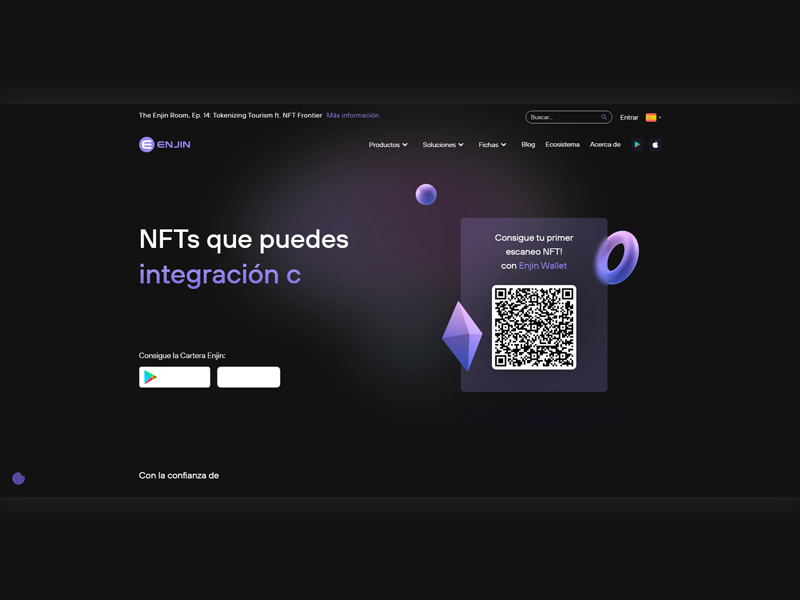 The Enjin Room, Ep. 14: Tokenizing Tourism ft. NFT Frontier Más información
Buscar...
Entrar
ENJIN
Productos
Soluciones
Fichas
Blog
Ecosistema
Acerca de
NFTs que puedes
integración c
Consigue tu primer
escaneo NFT!
con Enjin Wallet
Consigue la Cartera Enjin:
Con la confianza de